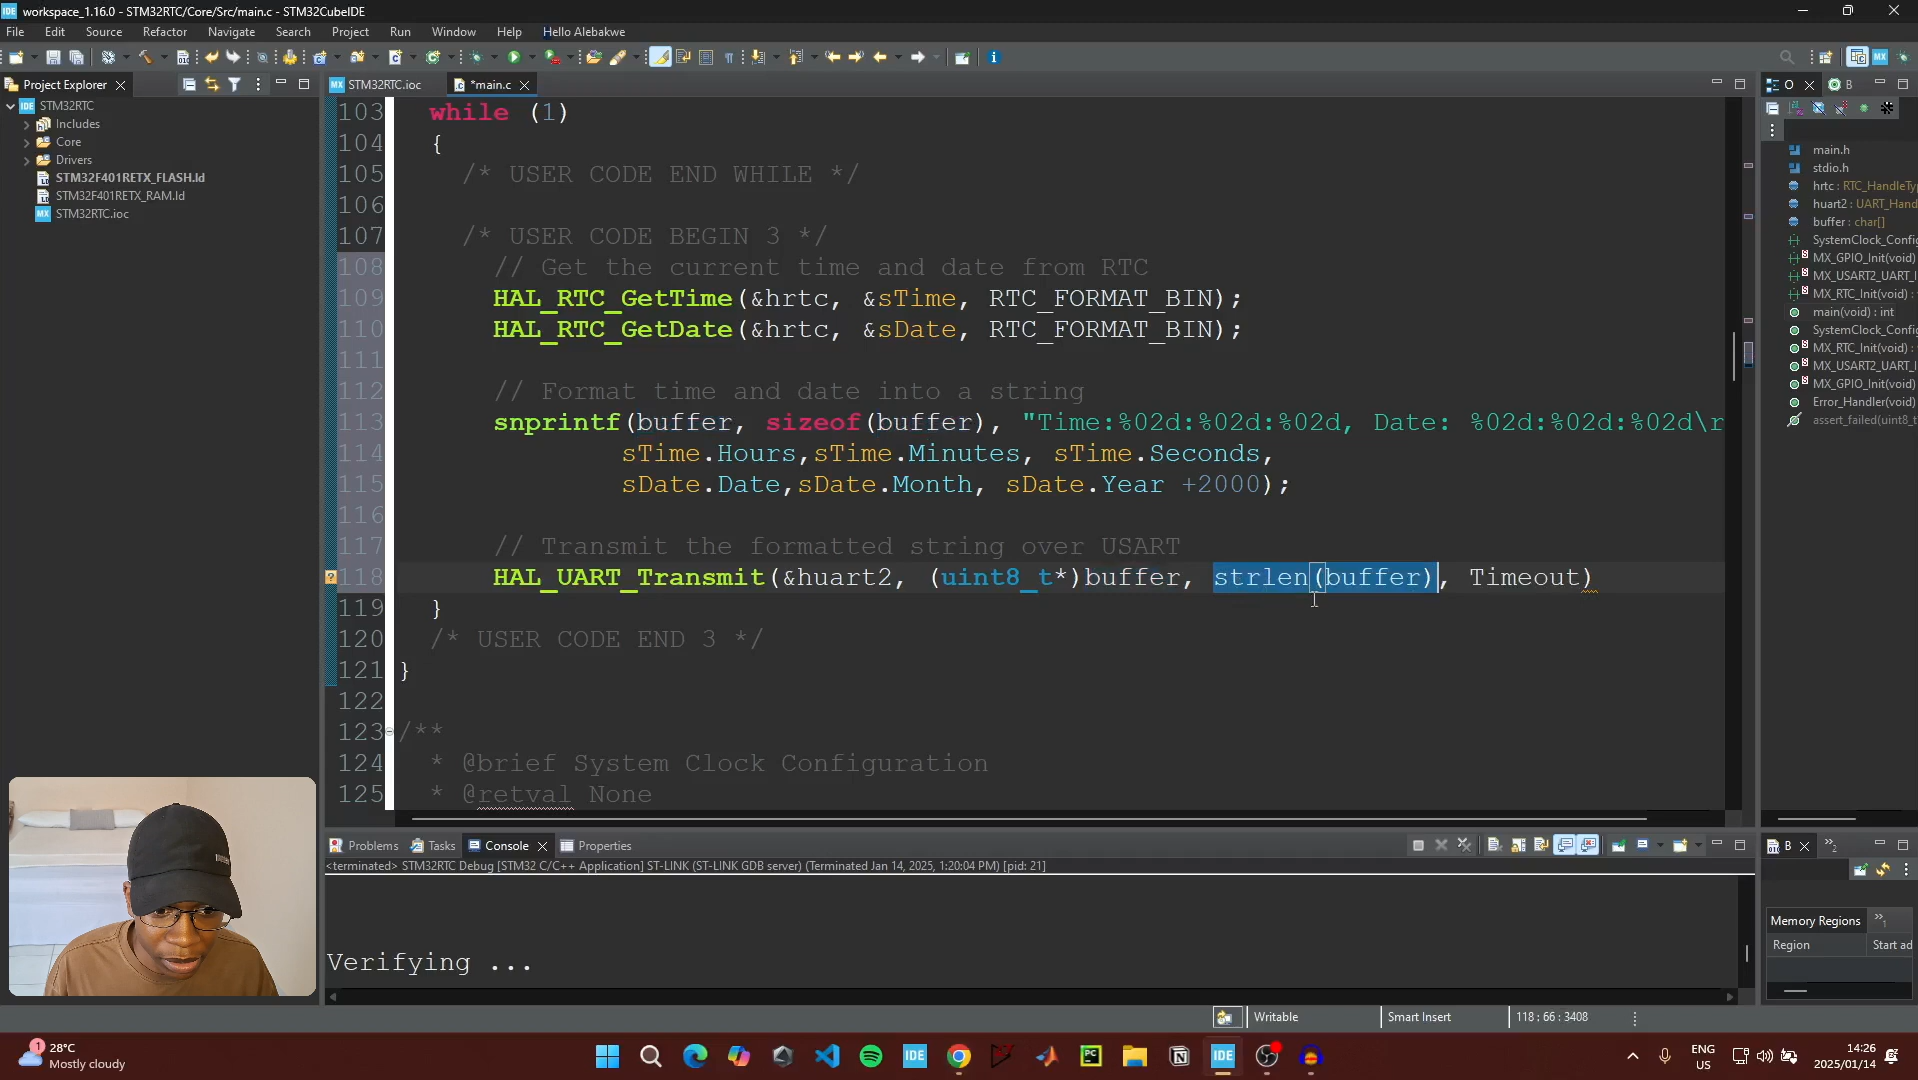 workspace_1.16.0 - STM32RTC/Core/Src/main.c - STM32CubeIDE
File Edit Source Refactor Navigate Search Project Run Window Help Hello Alebakwe
Project Explorer
STM32RTC.ioc
*main.c
O
B
STM32RTC
Includes
Core
Drivers
STM32F401RETX_FLASH.ld
STM32F401RETX_RAM.ld
STM32RTC.ioc
103 while (1)
104 {
105 /* USER CODE END WHILE */
106
107 /* USER CODE BEGIN 3 */
108 // Get the current time and date from RTC
109 HAL_RTC_GetTime(&hrtc, &sTime, RTC_FORMAT_BIN);
110 HAL_RTC_GetDate(&hrtc, &sDate, RTC_FORMAT_BIN);
111
112 // Format time and date into a string
113 snprintf(buffer, sizeof(buffer), "Time:%02d:%02d:%02d, Date: %02d:%02d:%02d\r
114 sTime.Hours,sTime.Minutes, sTime.Seconds,
115 sDate.Date,sDate.Month, sDate.Year +2000);
116
117 // Transmit the formatted string over USART
118 HAL_UART_Transmit(&huart2, (uint8_t*)buffer, strlen(buffer), Timeout)
119 }
120 /* USER CODE END 3 */
121 }
122
123 /**
124 * @brief System Clock Configuration
125 * @retval None
main.h
stdio.h
hrtc : RTC_HandleTy
huart2 : UART_Hand
buffer : char[]
SystemClock_Config
MX_GPIO_Init(void)
MX_USART2_UART_I
MX_RTC_Init(void) :
main(void) : int
SystemClock_Config
MX_RTC_Init(void) :
MX_USART2_UART_I
MX_GPIO_Init(void)
Error_Handler(void)
assert_failed(uint8_t
Problems Tasks Console Properties
<terminated> STM32RTC Debug [STM32 C/C++ Application] ST-LINK (ST-LINK GDB server) (Terminated Jan 14, 2025, 1:20:04 PM) [pid: 21]
Verifying ...
B
Memory Regions
Region Start ad
Writable Smart Insert 118 : 66 : 3408
28°C
Mostly cloudy
ENG
US
14:26
2025/01/14